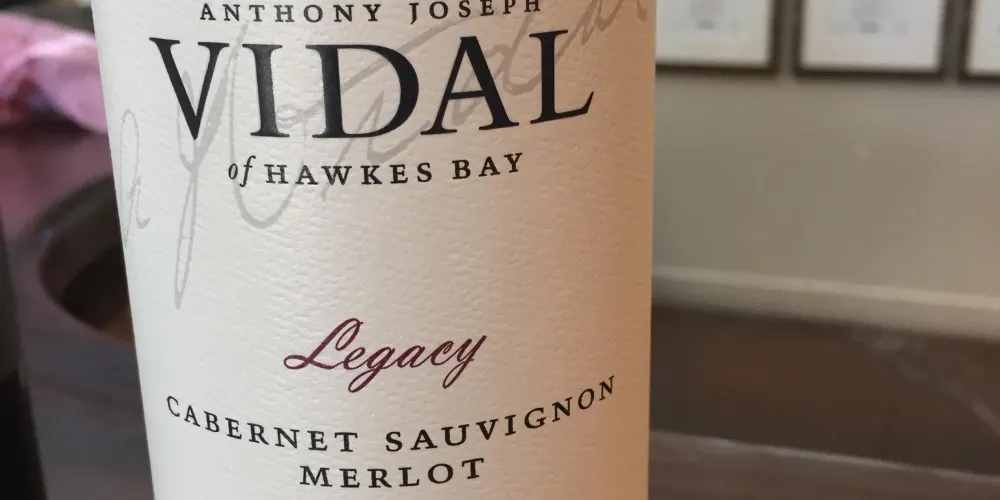 ANTHONY JOSEPH
VIDAL
of HAWKES BAY
Legacy
CABERNET SAUVIGNON
MERLOT